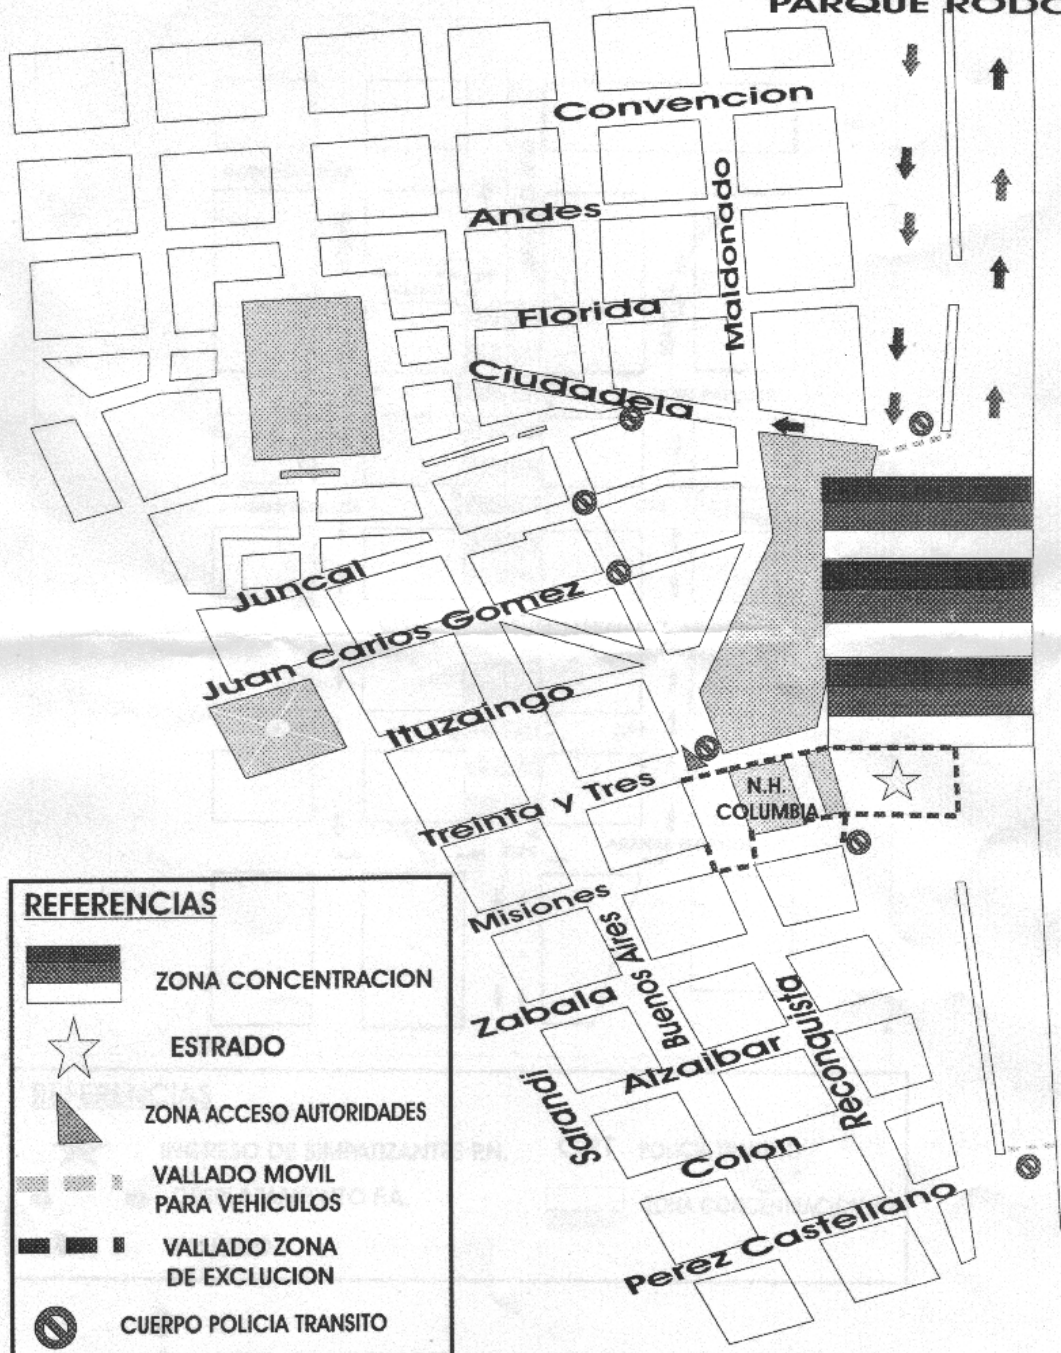 PARQUE RODO
Convencion
Maldonado
Andes
Florida
Ciudadela
Juncal
Juan Carlos Gomez
Ituzaingo
Treinta y Tres
N.H.
COLUMBIA
Misiones
Buenos Aires
Zabala
Reconquista
Alzaibar
Sarandi
Colon
Perez Castellano
REFERENCIAS
ZONA CONCENTRACION
ESTRADO
ZONA ACCESO AUTORIDADES
VALLADO MOVIL
PARA VEHICULOS
VALLADO ZONA
DE EXCLUCION
CUERPO POLICIA TRANSITO